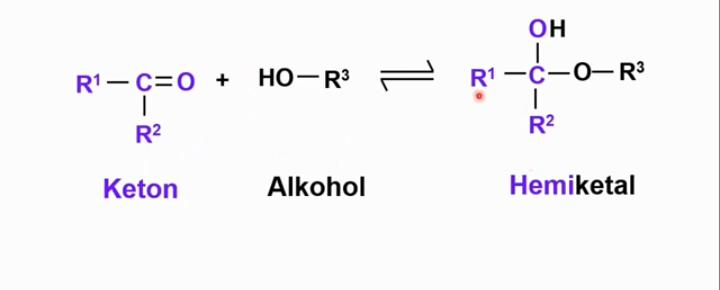 OH
R¹—C=O + HO—R³ ⇌ R¹—C—O—R³
R² R²
Keton Alkohol Hemiketal